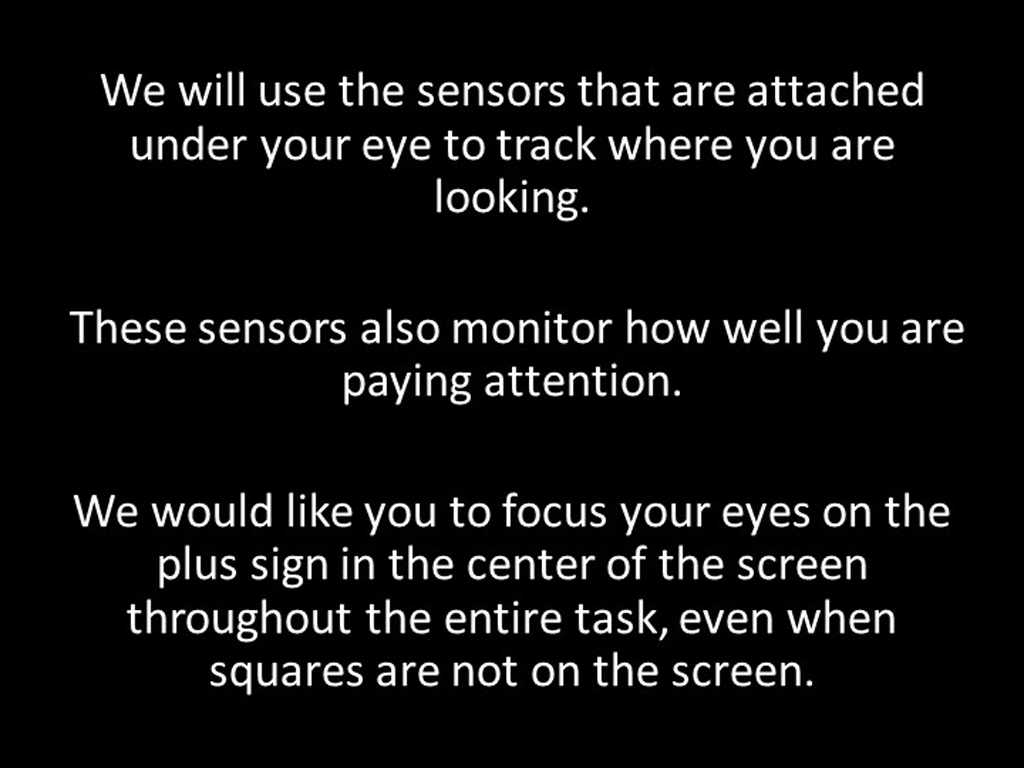 We will use the sensors that are attached
under your eye to track where you are
looking.
These sensors also monitor how well you are
paying attention.
We would like you to focus your eyes on the
plus sign in the center of the screen
throughout the entire task, even when
squares are not on the screen.